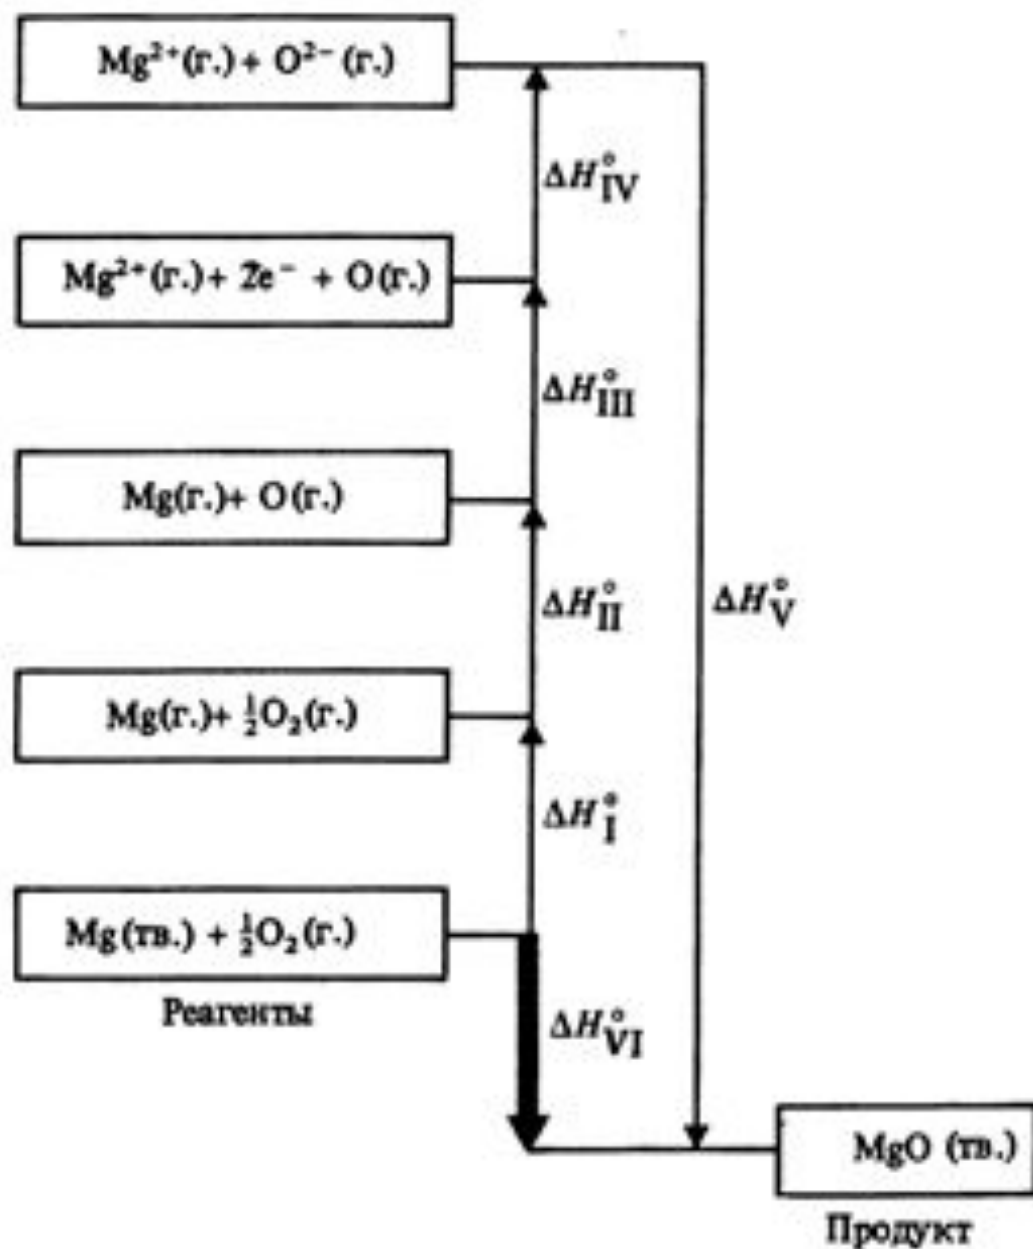 Mg²⁺(г.) + O²⁻ (г.)
ΔH°IV
Mg²⁺(г.) + 2e⁻ + O(г.)
ΔH°III
Mg(г.) + O(г.)
ΔH°II
ΔH°V
Mg(г.) + ½O₂(г.)
ΔH°I
Mg(тв.) + ½O₂(г.)
Реагенты
ΔH°VI
MgO (тв.)
Продукт